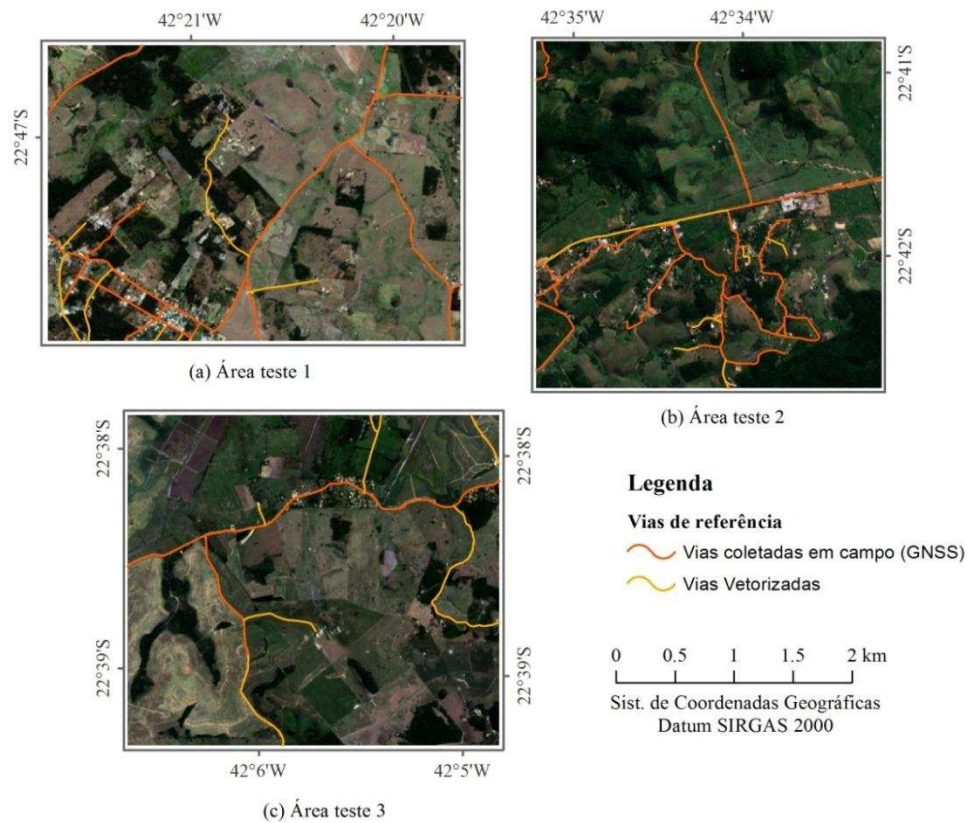 42°21'W
42°20'W
22°47'S
(a) Área teste 1
42°35'W
42°34'W
22°41'S
22°42'S
(b) Área teste 2
22°38'S
22°38'S
22°39'S
22°39'S
42°6'W
42°5'W
(c) Área teste 3
Legenda
Vias de referência
Vias coletadas em campo (GNSS)
Vias Vetorizadas
0 0.5 1 1.5 2 km
Sist. de Coordenadas Geográficas
Datum SIRGAS 2000